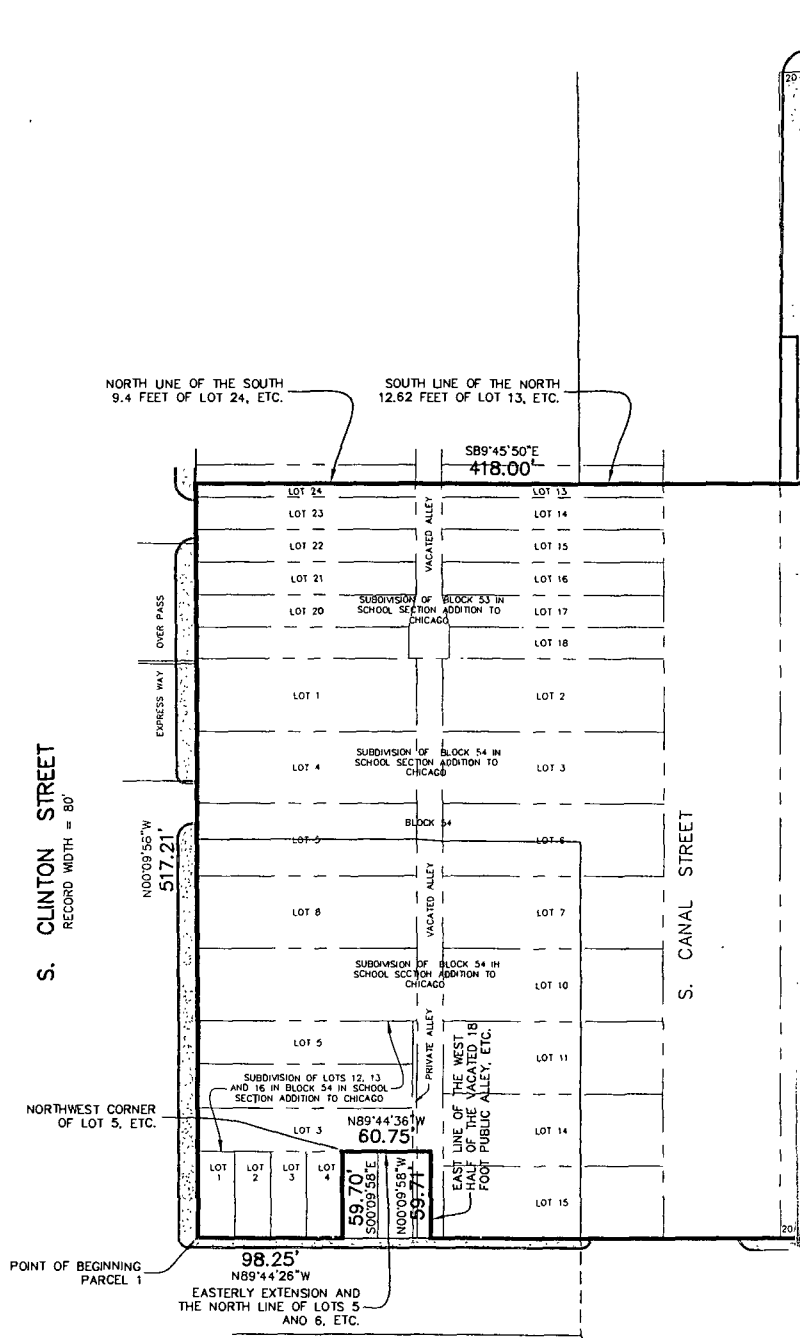 20
NORTH LINE OF THE SOUTH
9.4 FEET OF LOT 24, ETC.
SOUTH LINE OF THE NORTH
12.62 FEET OF LOT 13, ETC.
SB9°45'50"E
418.00'
LOT 24
LOT 13
LOT 23
LOT 14
VACATED ALLEY
LOT 22
LOT 15
LOT 21
LOT 16
SUBDIVISION OF BLOCK 53 IN
SCHOOL SECTION ADDITION TO
CHICAGO
LOT 20
LOT 17
LOT 18
OVER PASS
EXPRESS WAY
LOT 1
LOT 2
SUBDIVISION OF BLOCK 54 IN
SCHOOL SECTION ADDITION TO
CHICAGO
LOT 4
LOT 3
S. CLINTON STREET
RECORD WIDTH = 80'
N00°09'58"W
517.21'
BLOCK 54
LOT 5
LOT 6
S. CANAL STREET
LOT 8
VACATED ALLEY
LOT 7
SUBDIVISION OF BLOCK 54 IN
SCHOOL SECTION ADDITION TO
CHICAGO
LOT 10
LOT 5
PRIVATE ALLEY
LOT 11
SUBDIVISION OF LOTS 12, 13
AND 16 IN BLOCK 54 IN SCHOOL
SECTION ADDITION TO CHICAGO
EAST LINE OF THE WEST
HALF OF THE VACATED 18
FOOT PUBLIC ALLEY, ETC.
NORTHWEST CORNER
OF LOT 5, ETC.
LOT 3
N89°44'36"W
60.75'
LOT 14
LOT
1
LOT
2
LOT
3
LOT
4
59.70'
S00°09'58"E
N00°09'58"W
59.71'
LOT 15
20'
POINT OF BEGINNING
PARCEL 1
98.25'
N89°44'26"W
EASTERLY EXTENSION AND
THE NORTH LINE OF LOTS 5
AND 6, ETC.